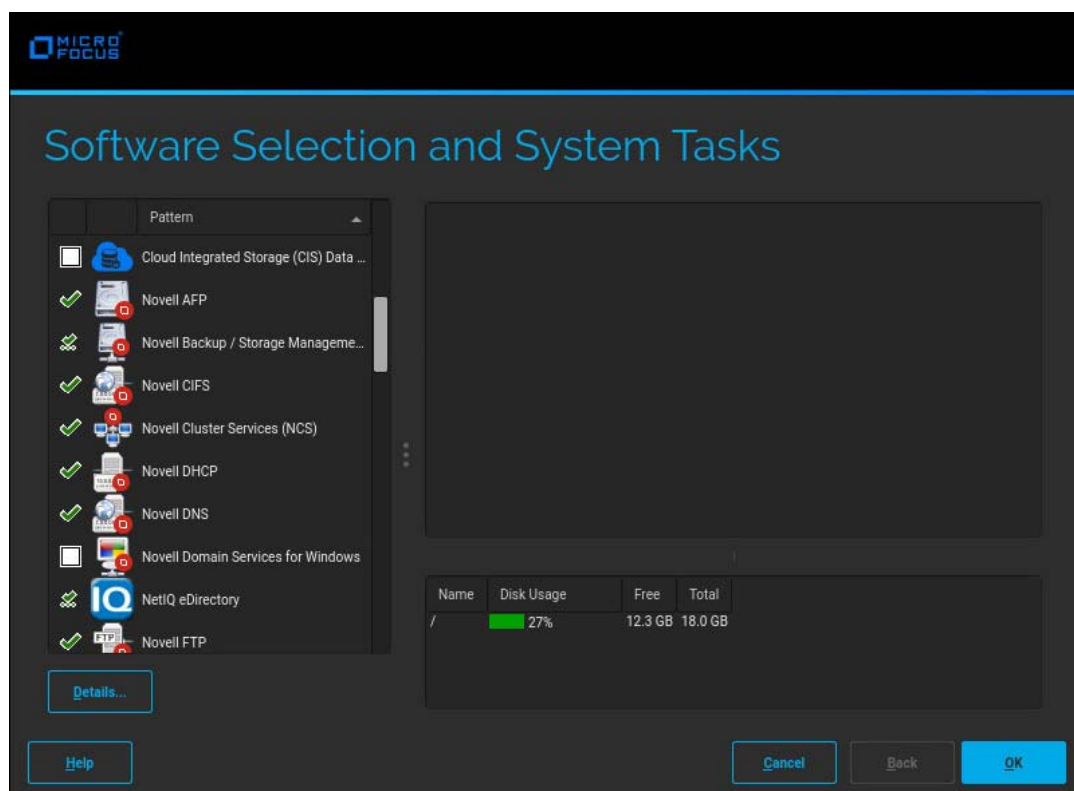 MICRO
FOCUS
Software Selection and System Tasks
Pattern
Cloud Integrated Storage (CIS) Data ...
Novell AFP
Novell Backup / Storage Manageme...
Novell CIFS
Novell Cluster Services (NCS)
Novell DHCP
Novell DNS
Novell Domain Services for Windows
IQ NetIQ eDirectory
FTP Novell FTP
Name Disk Usage Free Total
/ 27% 12.3 GB 18.0 GB
Details...
Help Cancel Back OK